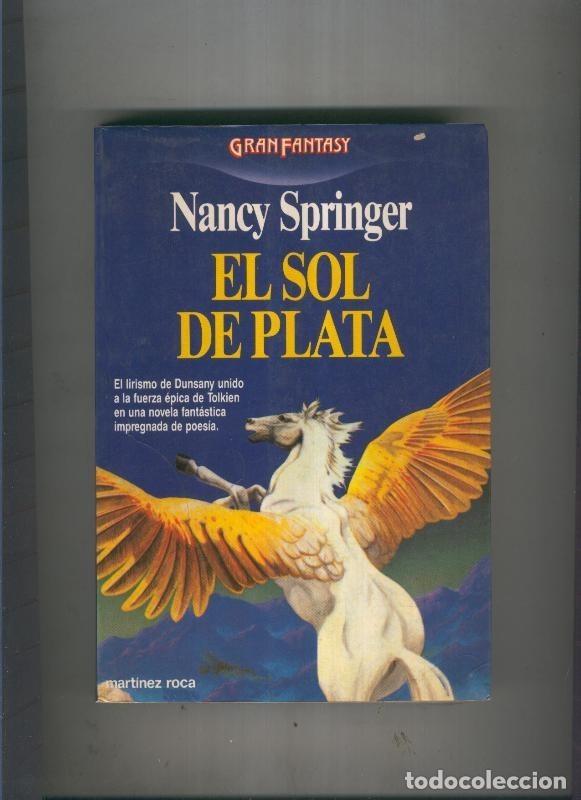 GRAN FANTASY
Nancy Springer
EL SOL
DE PLATA
El lirismo de Dunsany unido
a la fuerza épica de Tolkien
en una novela fantástica
impregnada de poesía.
martínez roca
todocoleccion